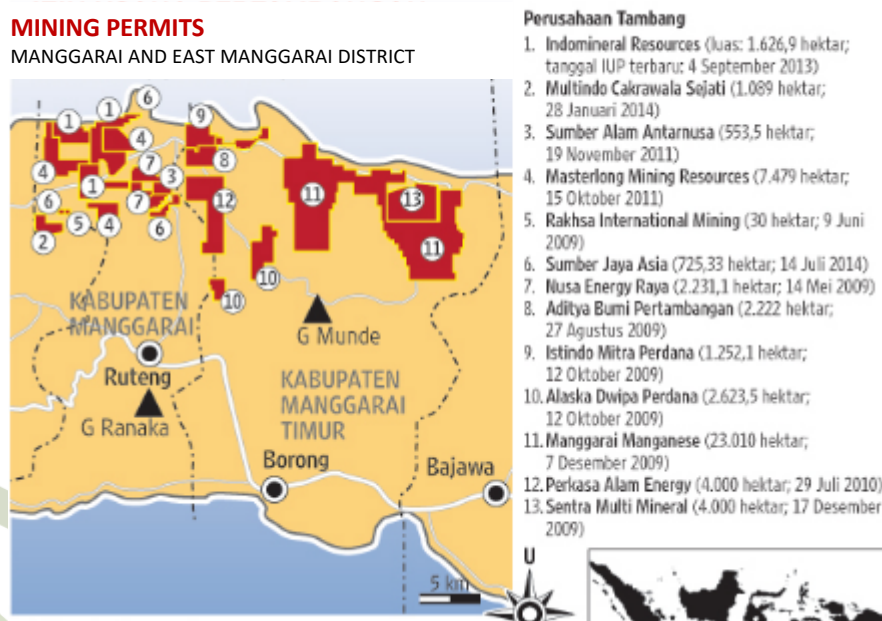 MINING PERMITS
MANGGARAI AND EAST MANGGARAI DISTRICT
1
1
6
9
4
8
7
3
4
1
7
12
11
13
6
5
4
6
2
11
10
10
KABUPATEN
MANGGARAI
G Munde
Ruteng
KABUPATEN
MANGGARAI
TIMUR
G Ranaka
Borong
Bajawa
5 km
Perusahaan Tambang
1. Indomineral Resources (luas: 1.626,9 hektar;
tanggal IUP terbaru: 4 September 2013)
2. Multindo Cakrawala Sejati (1.089 hektar;
28 Januari 2014)
3. Sumber Alam Antarnusa (553,5 hektar;
19 November 2011)
4. Masterlong Mining Resources (7.479 hektar;
15 Oktober 2011)
5. Rakhsa International Mining (30 hektar; 9 Juni
2009)
6. Sumber Jaya Asia (725,33 hektar; 14 Juli 2014)
7. Nusa Energy Raya (2.231,1 hektar; 14 Mei 2009)
8. Aditya Bumi Pertambangan (2.222 hektar;
27 Agustus 2009)
9. Istindo Mitra Perdana (1.252,1 hektar;
12 Oktober 2009)
10. Alaska Dwipa Perdana (2.623,5 hektar;
12 Oktober 2009)
11. Manggarai Manganese (23.010 hektar;
7 Desember 2009)
12. Perkasa Alam Energy (4.000 hektar; 29 Juli 2010)
13. Sentra Multi Mineral (4.000 hektar; 17 Desember
2009)
U